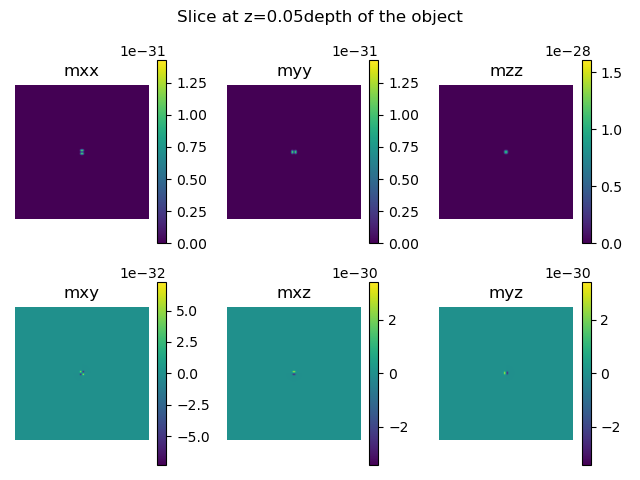 Slice at z=0.05depth of the object
mxx
1e−31
1.25
1.00
0.75
0.50
0.25
0.00
myy
1e−31
1.25
1.00
0.75
0.50
0.25
0.00
mzz
1e−28
1.5
1.0
0.5
0.0
mxy
1e−32
5.0
2.5
0.0
−2.5
−5.0
mxz
1e−30
2
0
−2
myz
1e−30
2
0
−2